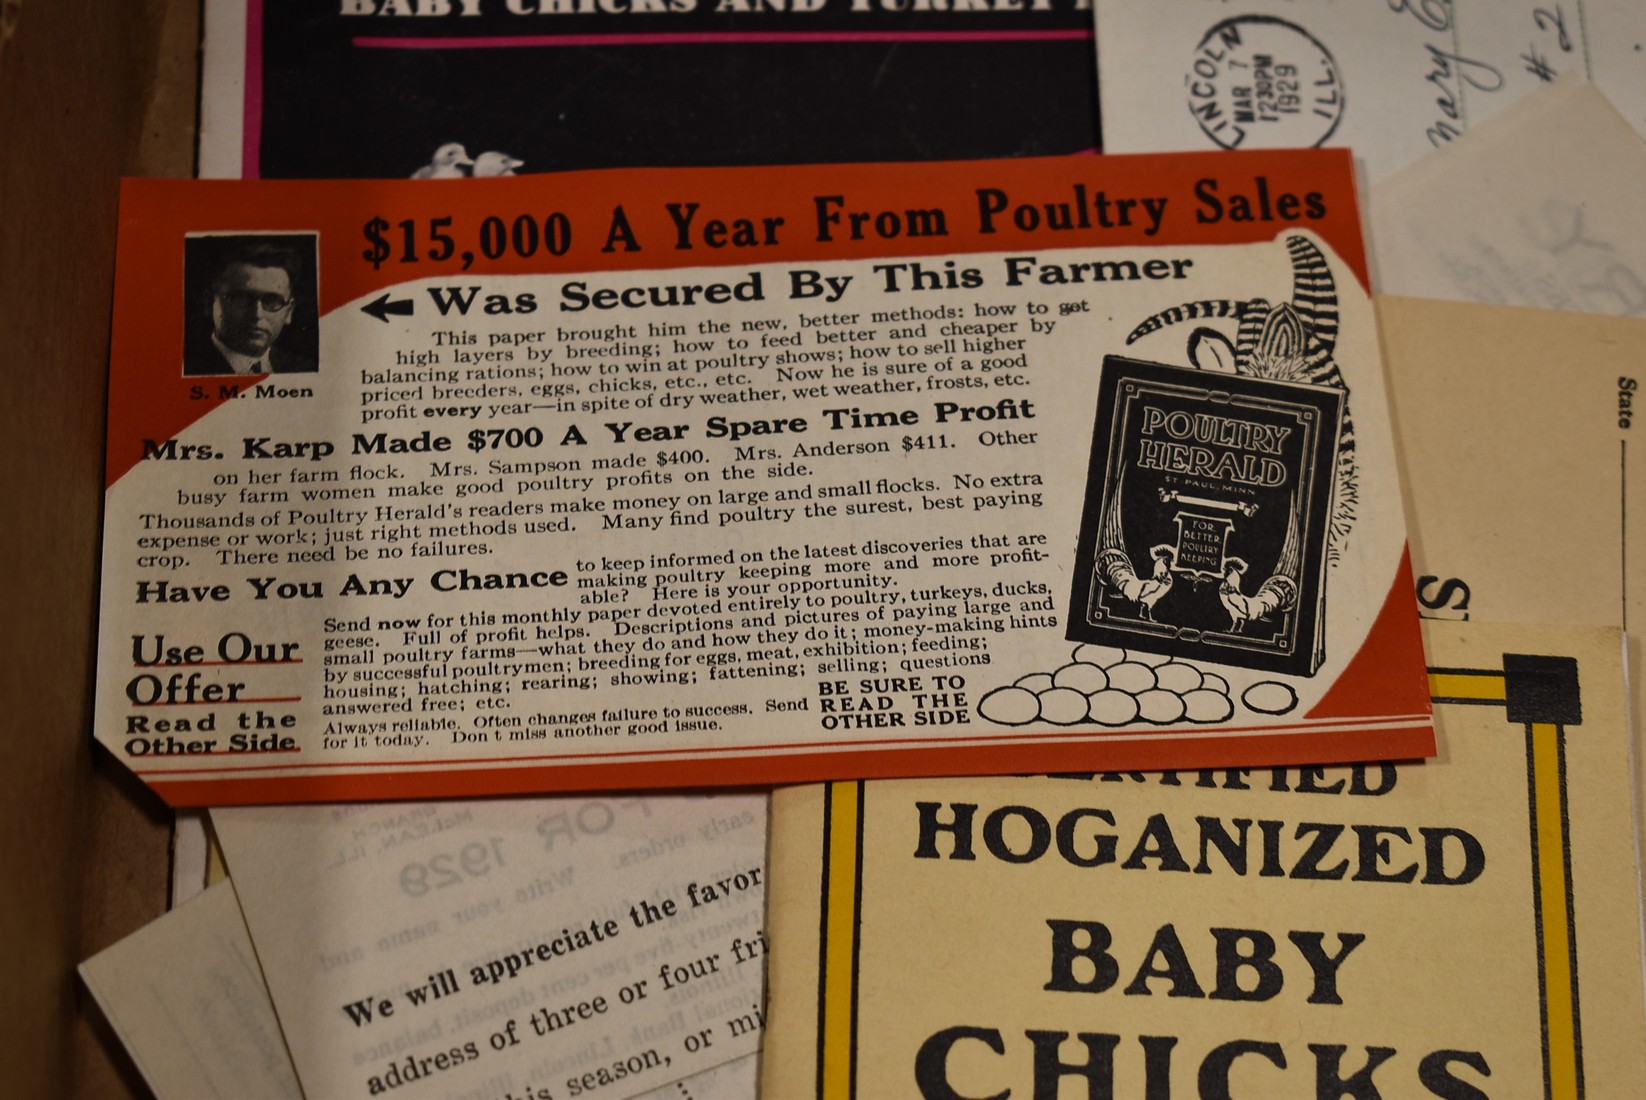 BABY CHICKS AND TURKEY
LINCOLN
MAR 7
1230PM
1929
ILL.
Mary
# 2
$15,000 A Year From Poultry Sales
Was Secured By This Farmer
S. M. Moen
This paper brought him the new, better methods: how to get
high layers by breeding; how to feed better and cheaper by
balancing rations; how to win at poultry shows; how to sell higher
priced breeders, eggs, chicks, etc., etc. Now he is sure of a good
profit every year—in spite of dry weather, wet weather, frosts, etc.
Mrs. Karp Made $700 A Year Spare Time Profit
on her farm flock. Mrs. Sampson made $400. Mrs. Anderson $411. Other
busy farm women make good poultry profits on the side.
Thousands of Poultry Herald's readers make money on large and small flocks. No extra
expense or work; just right methods used. Many find poultry the surest, best paying
crop. There need be no failures.
Have You Any Chance
to keep informed on the latest discoveries that are
making poultry keeping more and more profit-
able? Here is your opportunity.
Send now for this monthly paper devoted entirely to poultry, turkeys, ducks,
geese. Full of profit helps. Descriptions and pictures of paying large and
small poultry farms—what they do and how they do it; money-making hints
by successful poultrymen; breeding for eggs, meat, exhibition; feeding;
housing; hatching; rearing; showing; fattening; selling; questions
answered free; etc.
Always reliable. Often changes failure to success. Send
for it today. Don't miss another good issue.
Use Our
Offer
Read the
Other Side
BE SURE TO
READ THE
OTHER SIDE
POULTRY
HERALD
ST. PAUL, MINN
FOR
BETTER
POULTRY
KEEPING
State
CERTIFIED
HOGANIZED
BABY
CHICKS
FOR 1929
McLEAN, ILL.
early orders. Write your name and
We will appreciate the favor
address of three or four fri
this season, or mi